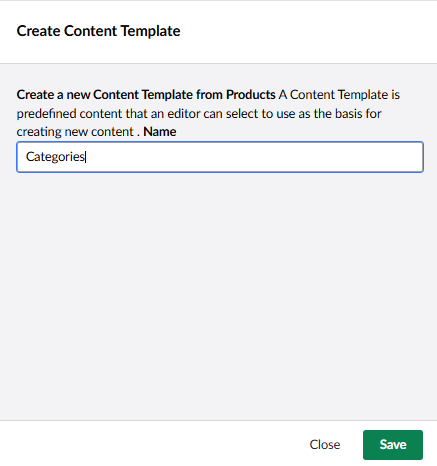 Create Content Template
Create a new Content Template from Products A Content Template is
predefined content that an editor can select to use as the basis for
creating new content . Name
Categories
Close
Save